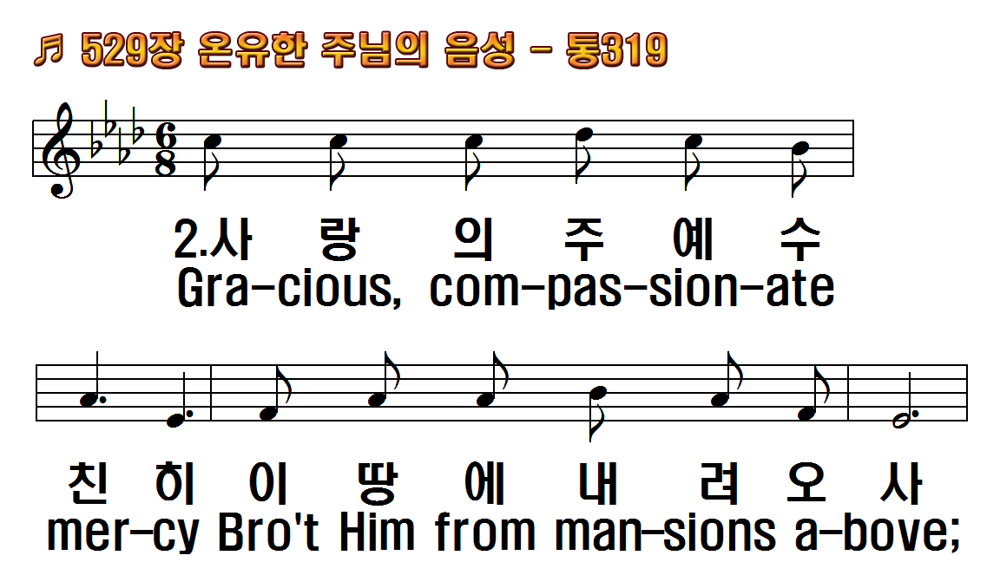 ♬ 529장 온유한 주님의 음성 - 통319
6
8
2.사 랑 의 주 예 수
Gra-cious, com-pas-sion-ate
친 히 이 땅 에 내 려 오 사
mer-cy Bro't Him from man-sions a-bove;